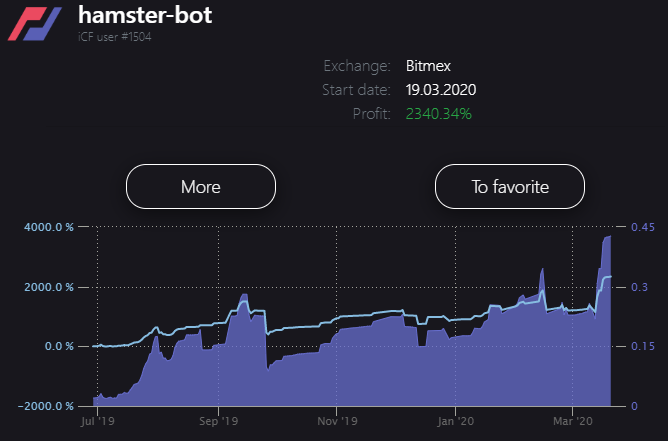 hamster-bot
iCF user #1504
Exchange: Bitmex
Start date: 19.03.2020
Profit: 2340.34%
More To favorite
4000.0 % 0.45
2000.0 % 0.3
0.0 % 0.15
−2000.0 % 0
Jul '19 Sep '19 Nov '19 Jan '20 Mar '20